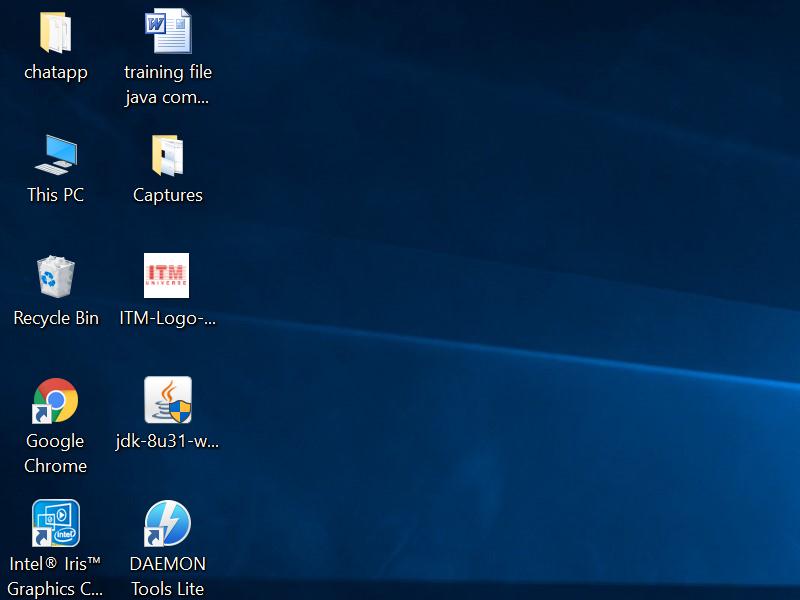 chatapp
training file
java com...
This PC
Captures
Recycle Bin
ITM
UNIVERSE
ITM-Logo-...
Google
Chrome
jdk-8u31-w...
intel
Intel® Iris™
Graphics C...
DAEMON
Tools Lite